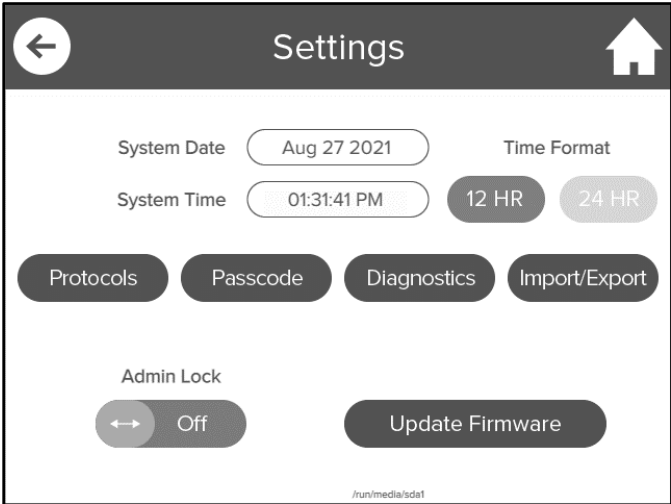 Settings
System Date Aug 27 2021 Time Format
System Time 01:31:41 PM 12 HR 24 HR
Protocols Passcode Diagnostics Import/Export
Admin Lock
Off Update Firmware
/run/media/sda1